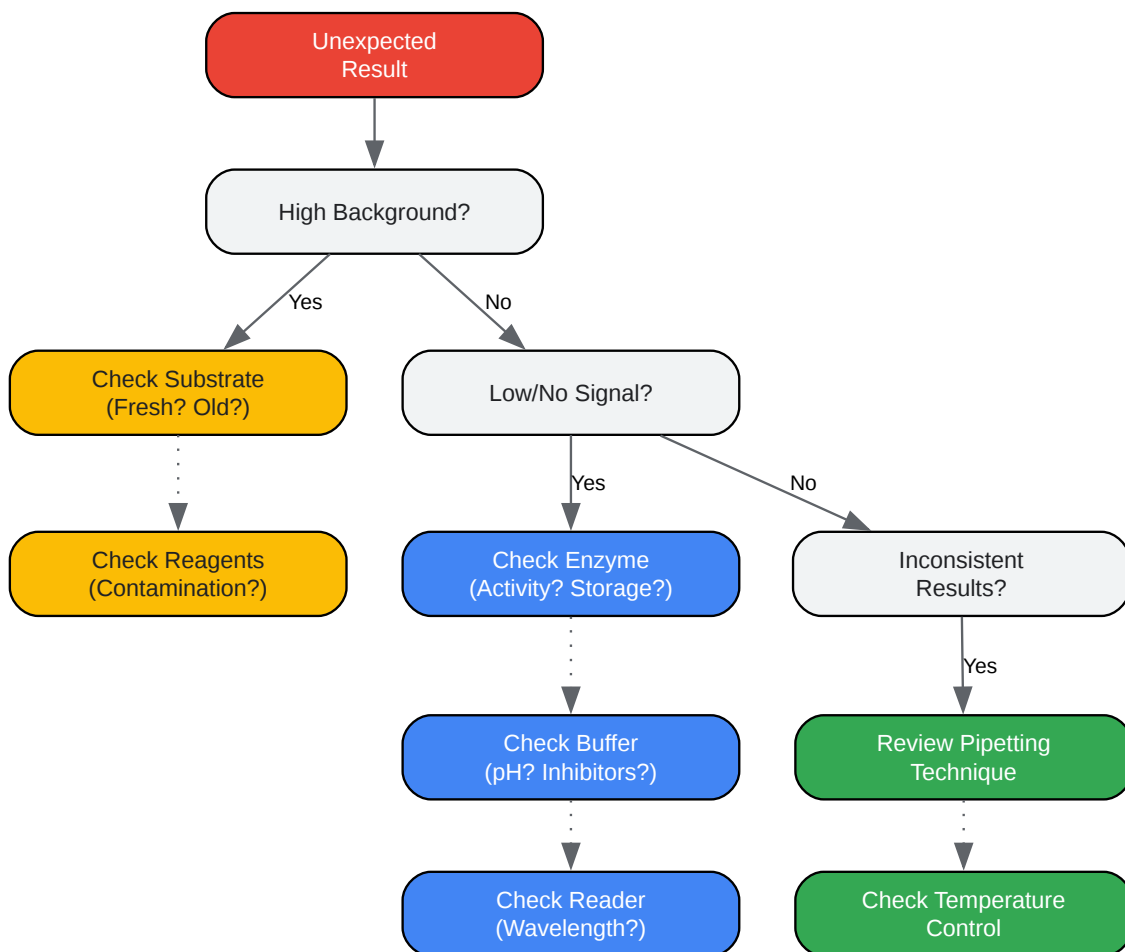 Unexpected
Result
High Background?
Yes
No
Check Substrate
(Fresh? Old?)
Low/No Signal?
Yes
No
Check Reagents
(Contamination?)
Check Enzyme
(Activity? Storage?)
Inconsistent
Results?
Yes
Check Buffer
(pH? Inhibitors?)
Review Pipetting
Technique
Check Reader
(Wavelength?)
Check Temperature
Control